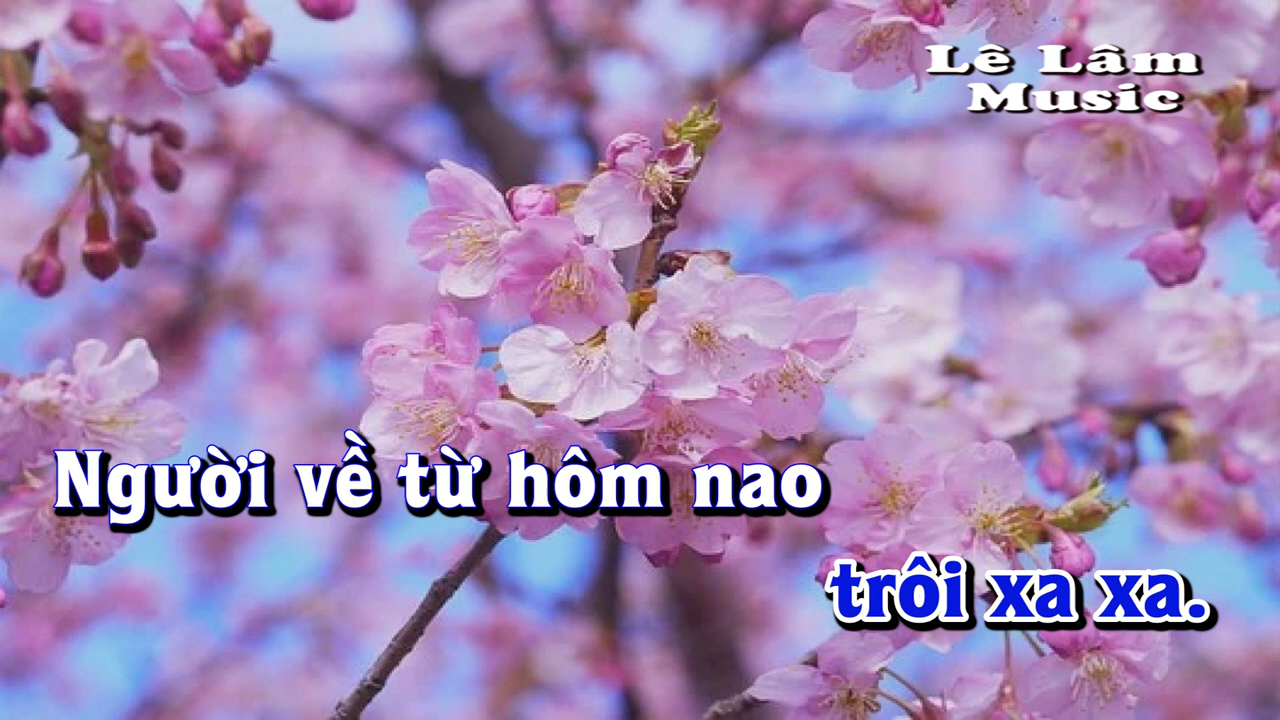 Lê Lâm
Music
Người về từ hôm nao
trôi xa xa.